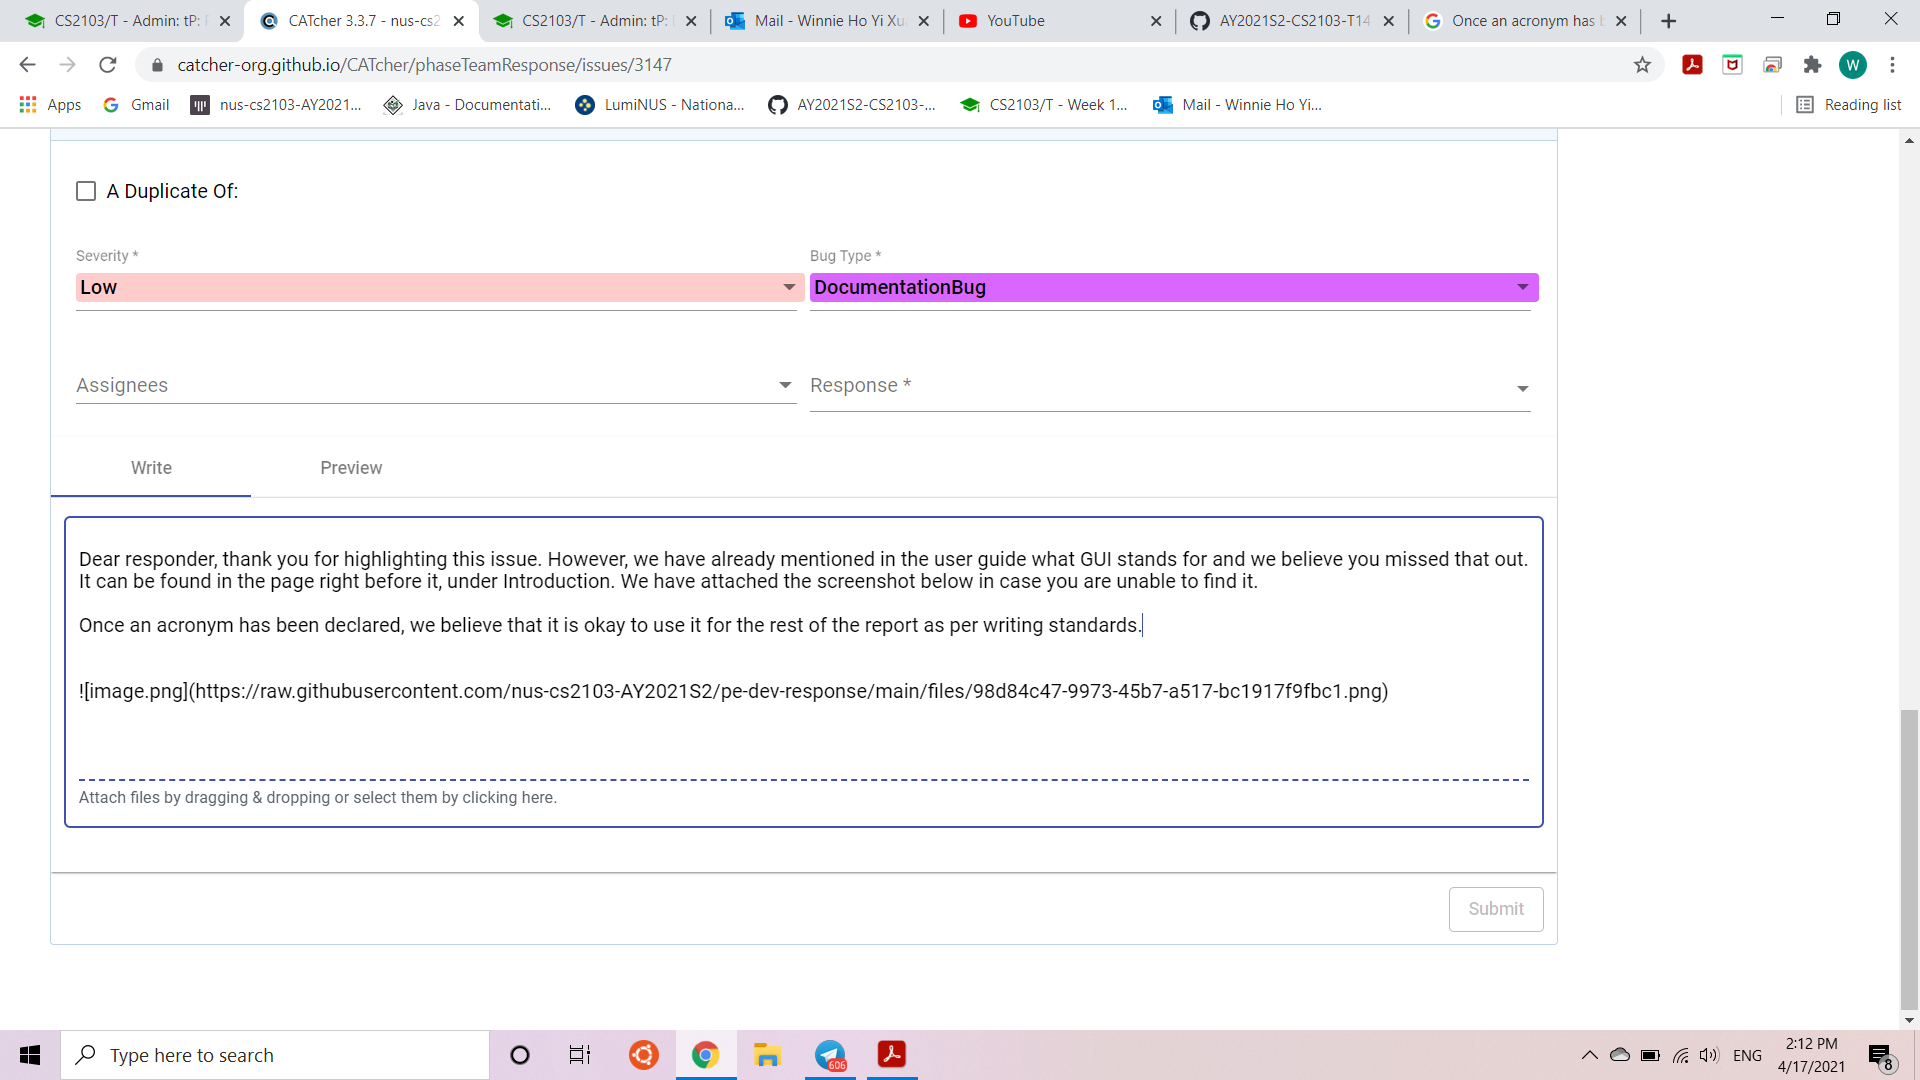 CS2103/T - Admin: tP:
CATcher 3.3.7 - nus-cs2
CS2103/T - Admin: tP:
Mail - Winnie Ho Yi Xu
YouTube
AY2021S2-CS2103-T14
Once an acronym has
catcher-org.github.io/CATcher/phaseTeamResponse/issues/3147
W
Apps
Gmail
nus-cs2103-AY2021...
Java - Documentati...
LumiNUS - Nationa...
AY2021S2-CS2103-...
CS2103/T - Week 1...
Mail - Winnie Ho Yi...
Reading list
A Duplicate Of:
Severity *
Bug Type *
Low
DocumentationBug
Assignees
Response *
Write
Preview
Dear responder, thank you for highlighting this issue. However, we have already mentioned in the user guide what GUI stands for and we believe you missed that out.
It can be found in the page right before it, under Introduction. We have attached the screenshot below in case you are unable to find it.
Once an acronym has been declared, we believe that it is okay to use it for the rest of the report as per writing standards.
![image.png](https://raw.githubusercontent.com/nus-cs2103-AY2021S2/pe-dev-response/main/files/98d84c47-9973-45b7-a517-bc1917f9fbc1.png)
Attach files by dragging & dropping or select them by clicking here.
Submit
Type here to search
606
ENG
2:12 PM
4/17/2021
8